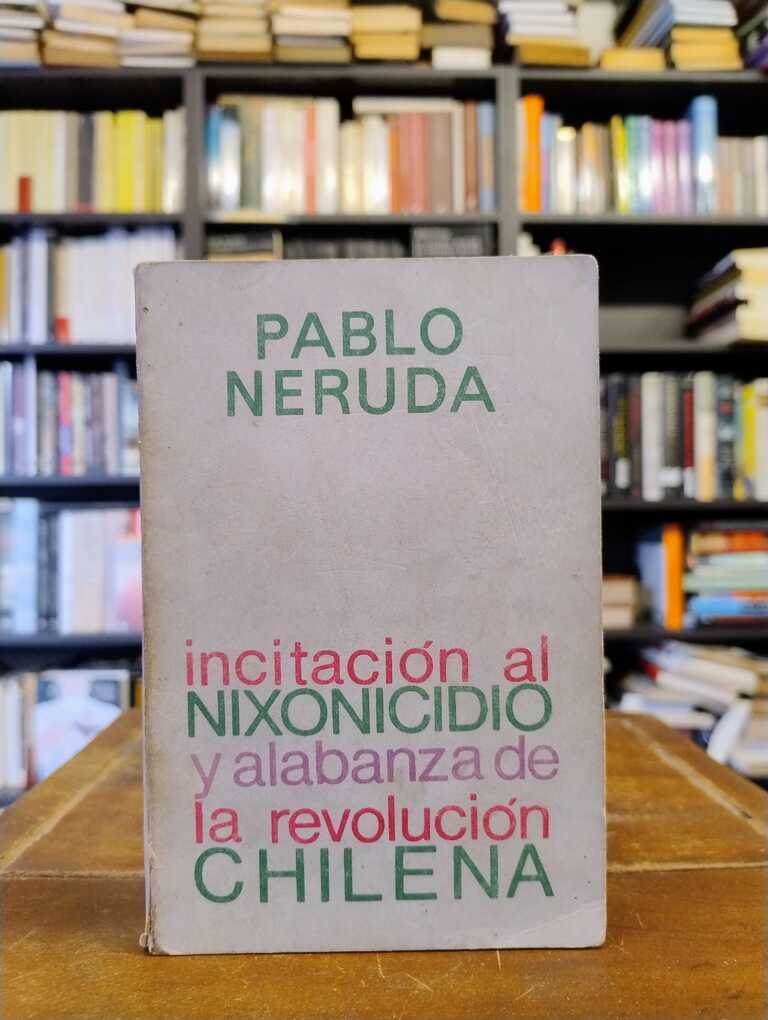 PABLO
NERUDA
incitación al
NIXONICIDIO
y alabanza de
la revolución
CHILENA